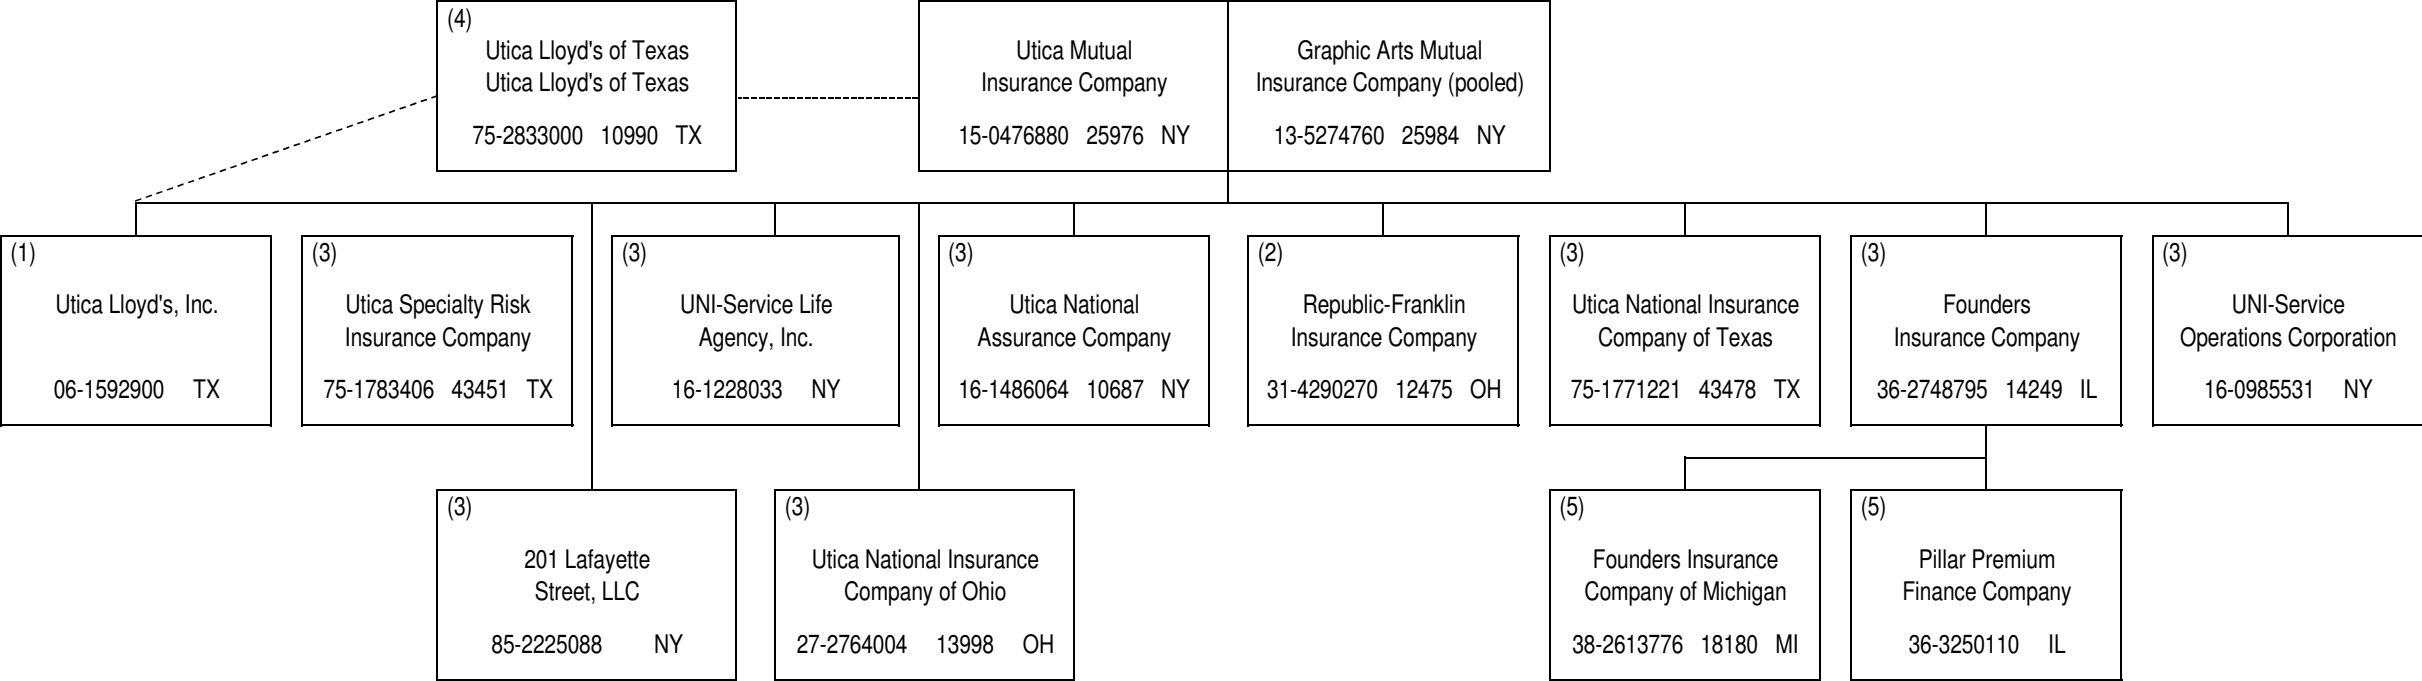 (4)
Utica Lloyd's of Texas
Utica Lloyd's of Texas
75-2833000 10990 TX
Utica Mutual
Insurance Company
15-0476880 25976 NY
Graphic Arts Mutual
Insurance Company (pooled)
13-5274760 25984 NY
(1)
Utica Lloyd's, Inc.
06-1592900 TX
(3)
Utica Specialty Risk
Insurance Company
75-1783406 43451 TX
(3)
UNI-Service Life
Agency, Inc.
16-1228033 NY
(3)
Utica National
Assurance Company
16-1486064 10687 NY
(2)
Republic-Franklin
Insurance Company
31-4290270 12475 OH
(3)
Utica National Insurance
Company of Texas
75-1771221 43478 TX
(3)
Founders
Insurance Company
36-2748795 14249 IL
(3)
UNI-Service
Operations Corporation
16-0985531 NY
(3)
201 Lafayette
Street, LLC
85-2225088 NY
(3)
Utica National Insurance
Company of Ohio
27-2764004 13998 OH
(5)
Founders Insurance
Company of Michigan
38-2613776 18180 MI
(5)
Pillar Premium
Finance Company
36-3250110 IL